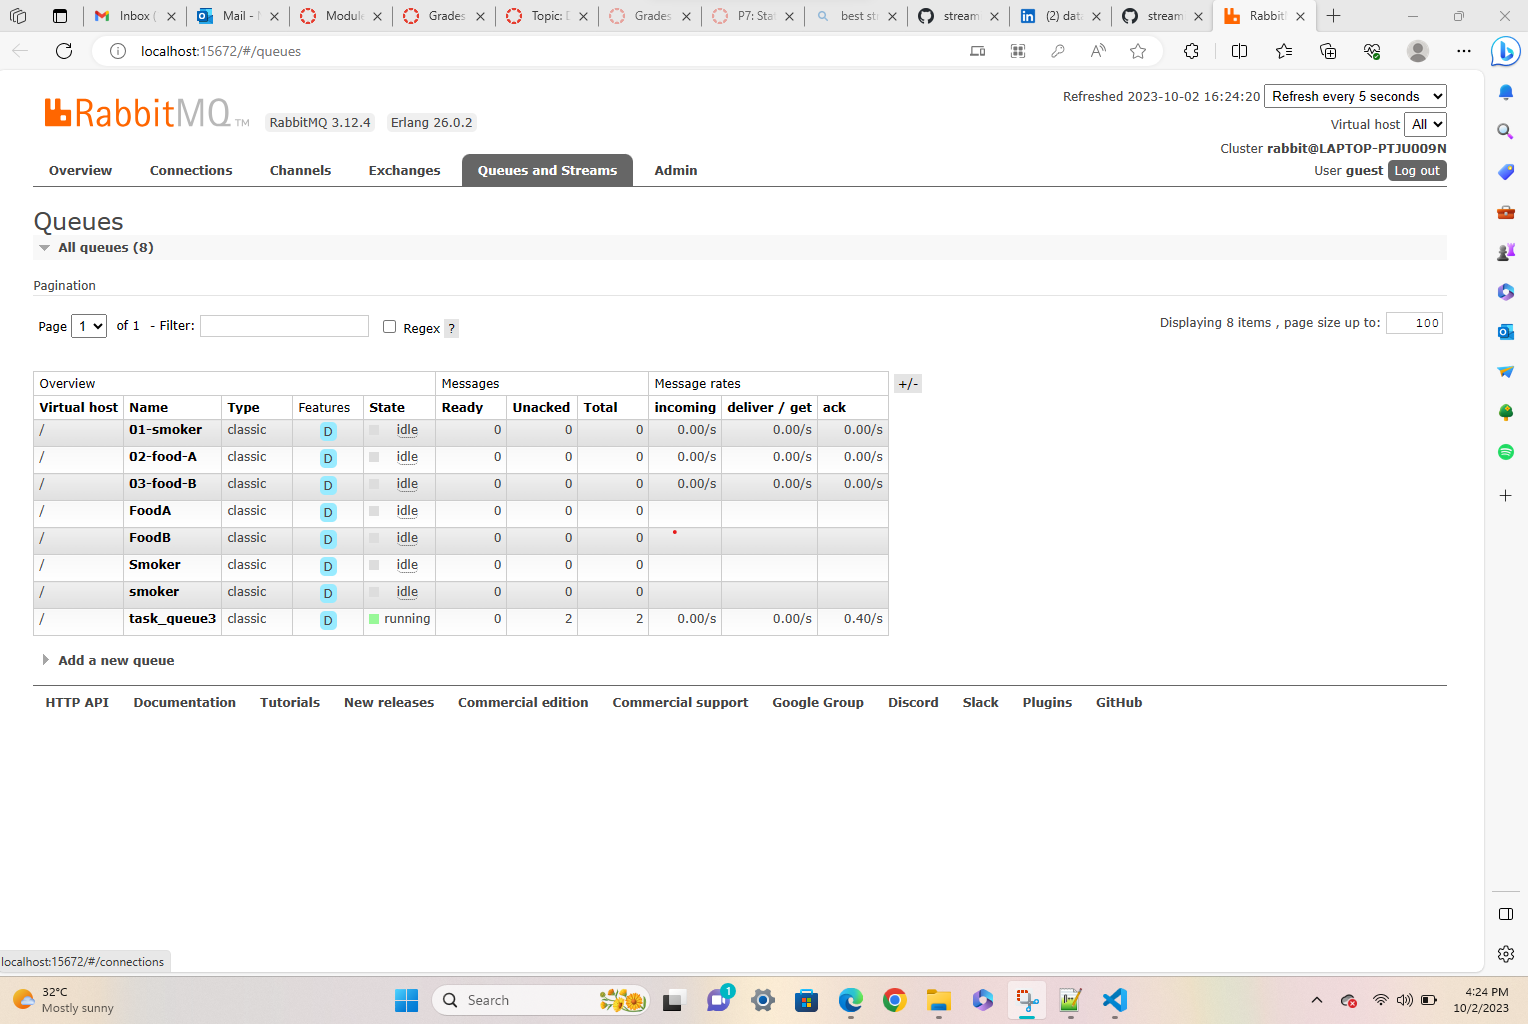 Inbox (
Mail - N
Module
Grades
Topic: D
Grades
P7: Sta
best st
stream
(2) data
stream
Rabbit
localhost:15672/#/queues
RabbitMQ TM
RabbitMQ 3.12.4 Erlang 26.0.2
Refreshed 2023-10-02 16:24:20 Refresh every 5 seconds
Virtual host All
Cluster rabbit@LAPTOP-PTJU009N
User guest Log out
Overview Connections Channels Exchanges Queues and Streams Admin
Queues
All queues (8)
Pagination
Page 1 of 1 - Filter: Regex ?
Displaying 8 items , page size up to: 100
Overview Messages Message rates +/-
Virtual host Name Type Features State Ready Unacked Total incoming deliver / get ack
/ 01-smoker classic D idle 0 0 0 0.00/s 0.00/s 0.00/s
/ 02-food-A classic D idle 0 0 0 0.00/s 0.00/s 0.00/s
/ 03-food-B classic D idle 0 0 0 0.00/s 0.00/s 0.00/s
/ FoodA classic D idle 0 0 0
/ FoodB classic D idle 0 0 0
/ Smoker classic D idle 0 0 0
/ smoker classic D idle 0 0 0
/ task_queue3 classic D running 0 2 2 0.00/s 0.00/s 0.40/s
Add a new queue
HTTP API Documentation Tutorials New releases Commercial edition Commercial support Google Group Discord Slack Plugins GitHub
localhost:15672/#/connections
32°C
Mostly sunny
Search
1
4:24 PM
10/2/2023